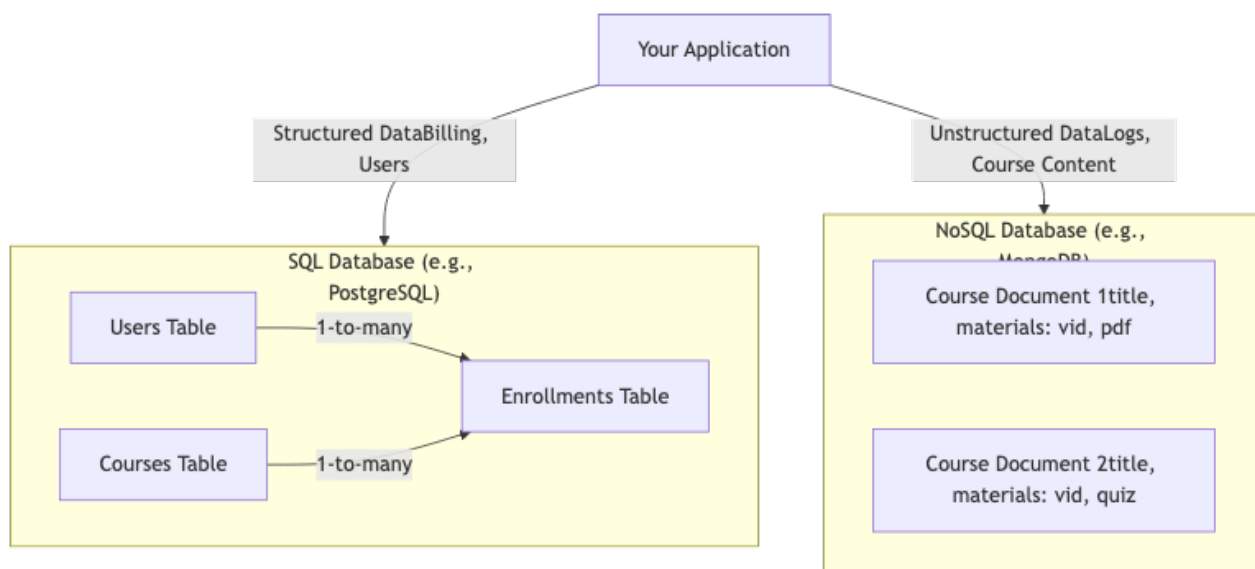 Your Application
Structured DataBilling,
Users
Unstructured DataLogs,
Course Content
SQL Database (e.g.,
PostgreSQL)
Users Table
1-to-many
Enrollments Table
Courses Table
1-to-many
NoSQL Database (e.g.,
MongoDB)
Course Document 1title,
materials: vid, pdf
Course Document 2title,
materials: vid, quiz